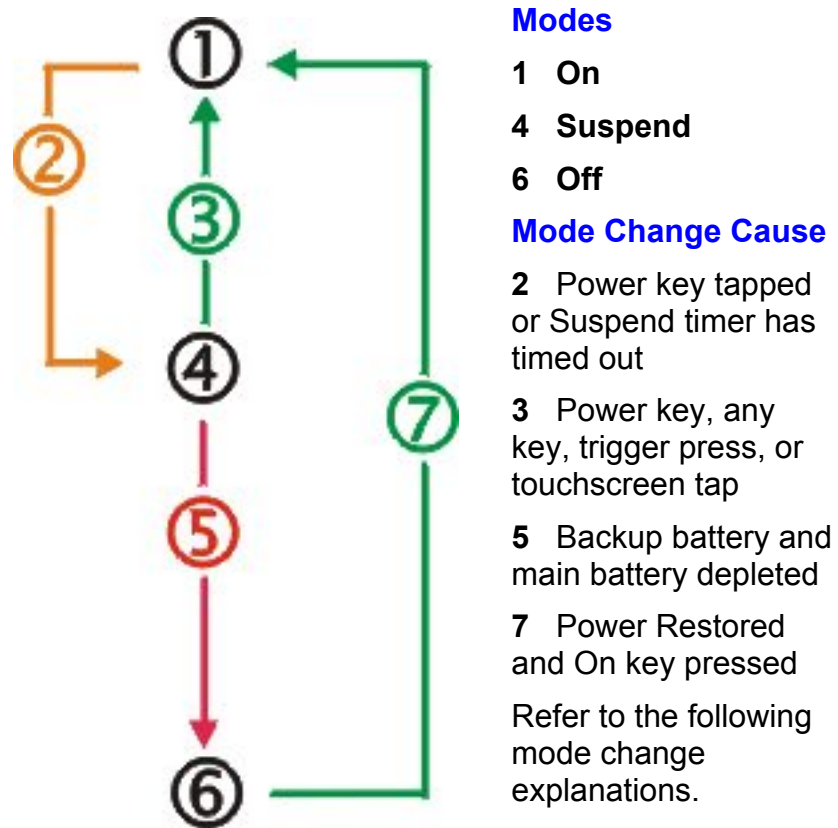 ①
②
③
④
⑤
⑥
⑦
Modes
1 On
4 Suspend
6 Off
Mode Change Cause
2 Power key tapped
or Suspend timer has
timed out
3 Power key, any
key, trigger press, or
touchscreen tap
5 Backup battery and
main battery depleted
7 Power Restored
and On key pressed
Refer to the following
mode change
explanations.